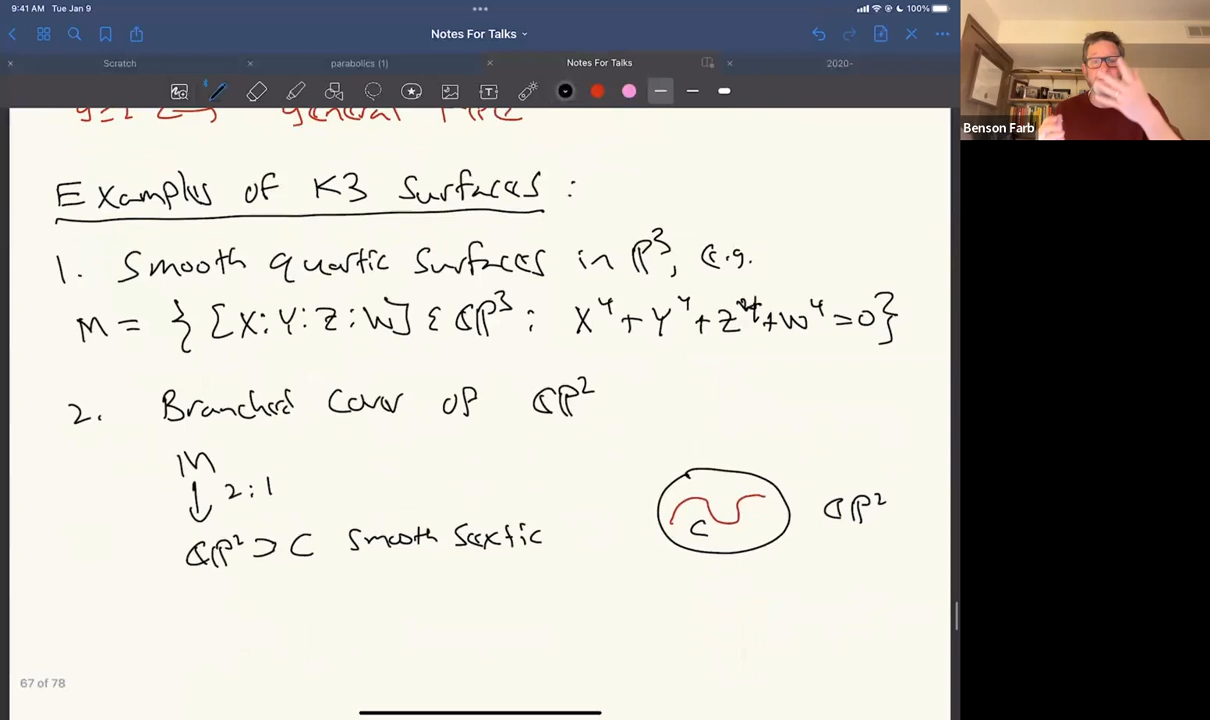 9:41 AM Tue Jan 9
100%
Notes For Talks
Scratch
parabolics (1)
Notes For Talks
2020-
general type
Examples of K3 Surfaces :
1. Smooth quartic surfaces in ℙ³, e.g.
M = { [X:Y:Z:W] ∈ ℂℙ³ : X⁴+Y⁴+Z⁴+W⁴=0}
2. Branched Cover of ℂℙ²
M
↓ 2:1
ℂℙ² ⊃ C Smooth Sextic
C
ℂℙ²
67 of 78
Benson Farb